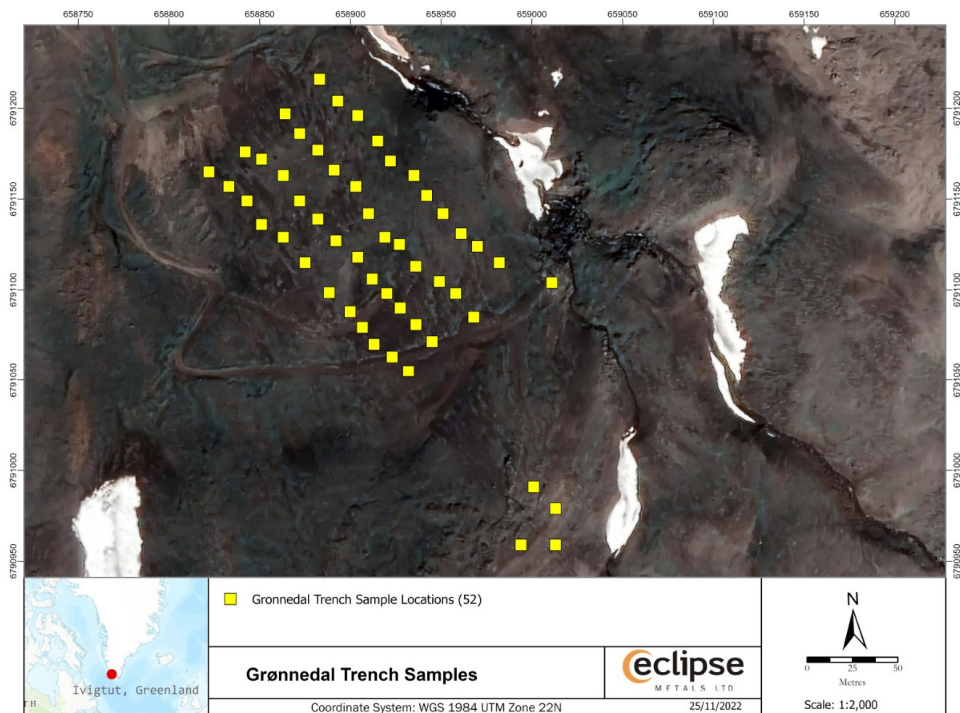 658750 658800 658850 658900 658950 659000 659050 659100 659150 659200
6791200 6791200
6791150 6791150
6791100 6791100
6791050 6791050
6791000 6791000
6790950 6790950
Gronnedal Trench Sample Locations (52)
Ivigtut, Greenland
TH
Grønnedal Trench Samples
eclipse
METALS LTD
Coordinate System: WGS 1984 UTM Zone 22N
25/11/2022
N
0 25 50
Metres
Scale: 1:2,000